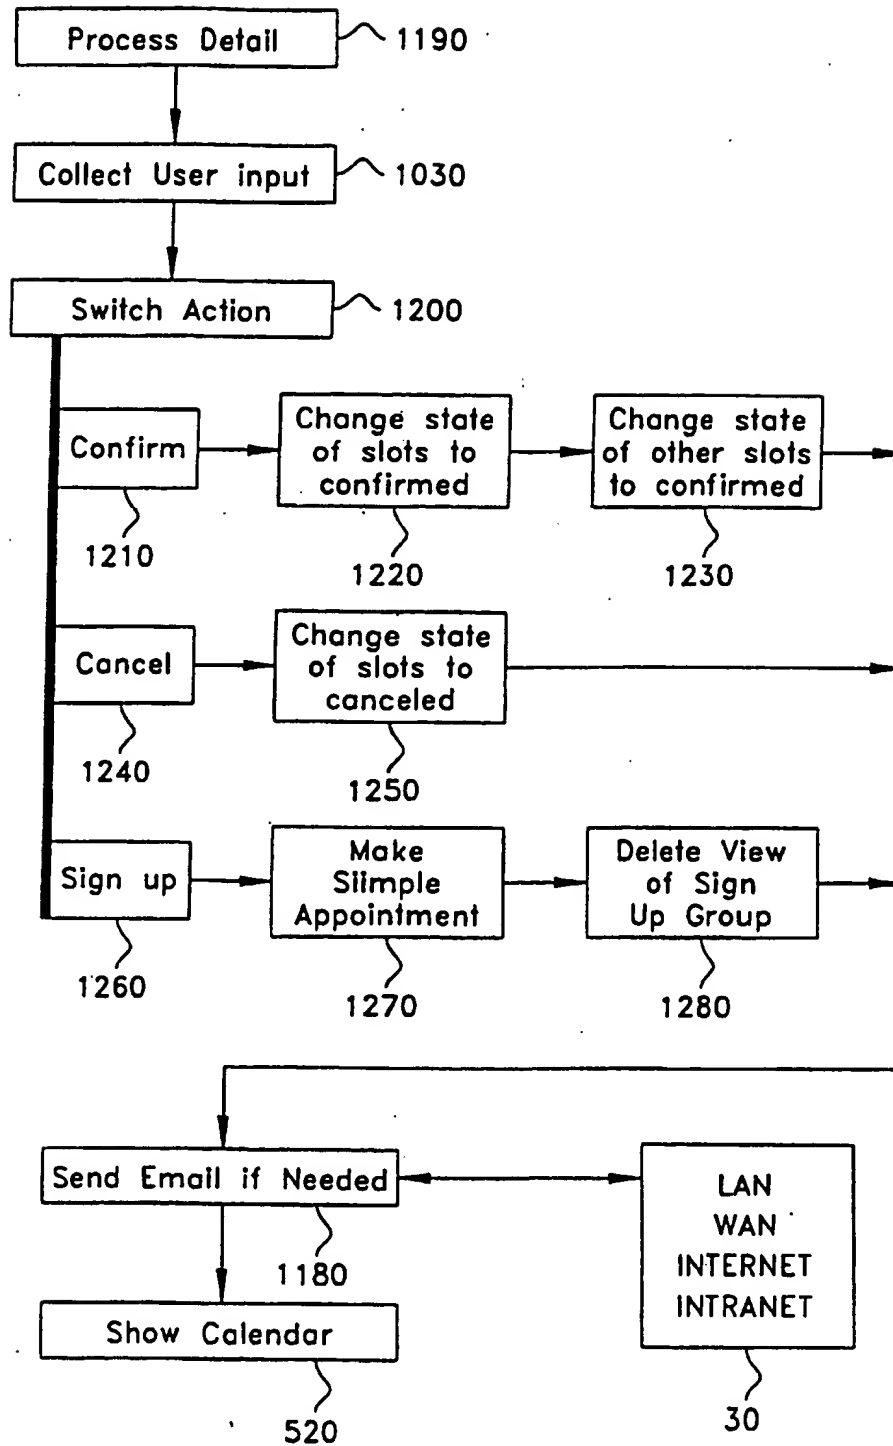 Process Detail
1190
Collect User input
1030
Switch Action
1200
Confirm
1210
Change state
of slots to
confirmed
1220
Change state
of other slots
to confirmed
1230
Cancel
1240
Change state
of slots to
canceled
1250
Sign up
1260
Make
Siimple
Appointment
1270
Delete View
of Sign
Up Group
1280
Send Email if Needed
1180
LAN
WAN
INTERNET
INTRANET
30
Show Calendar
520